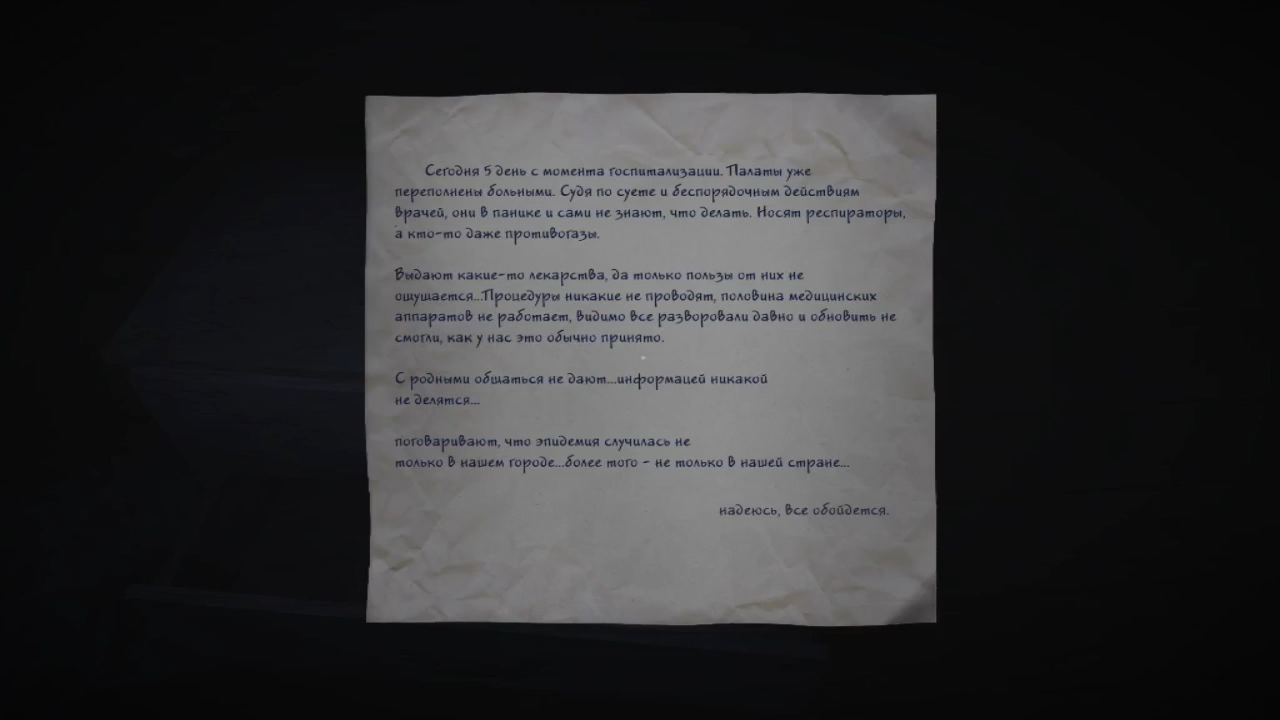 Сегодня 5 день с момента госпитализации. Палаты уже
переполнены больными. Судя по суете и беспорядочным действиям
врачей, они в панике и сами не знают, что делать. Носят респираторы,
а кто-то даже противогазы.
Выдают какие-то лекарства, да только пользы от них не
ощущается...Процедуры никакие не проводят, половина медицинских
аппаратов не работает, видимо все разворовали давно и обновить не
смогли, как у нас это обычно принято.
С родными общаться не дают...информацей никакой
не делятся...
поговаривают, что эпидемия случилась не
только в нашем городе...более того - не только в нашей стране...
надеюсь, все обойдется.